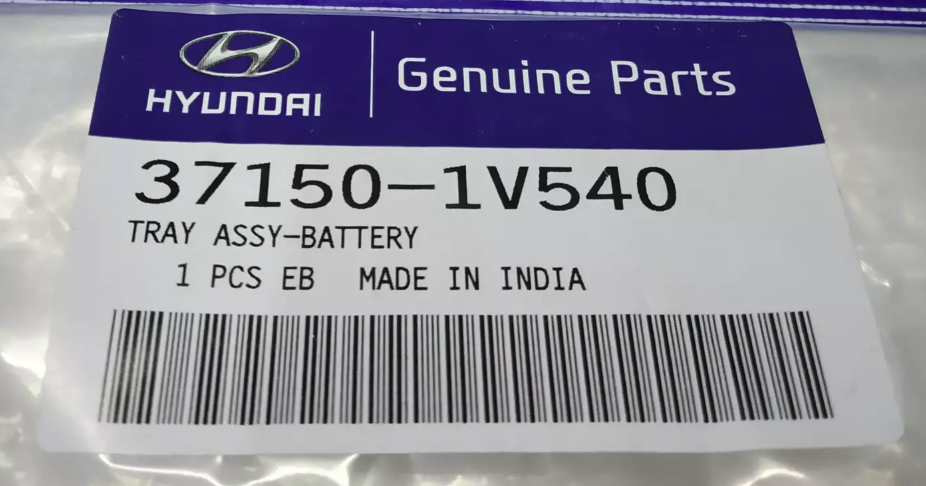 HYUNDAI
Genuine Parts
37150-1V540
TRAY ASSY-BATTERY
1 PCS EB MADE IN INDIA